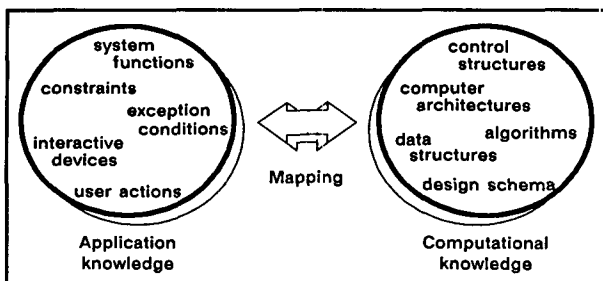 system
functions
constraints
exception
conditions
interactive
devices
user actions
Application
knowledge
Mapping
control
structures
computer
architectures
algorithms
data
structures
design schema
Computational
knowledge